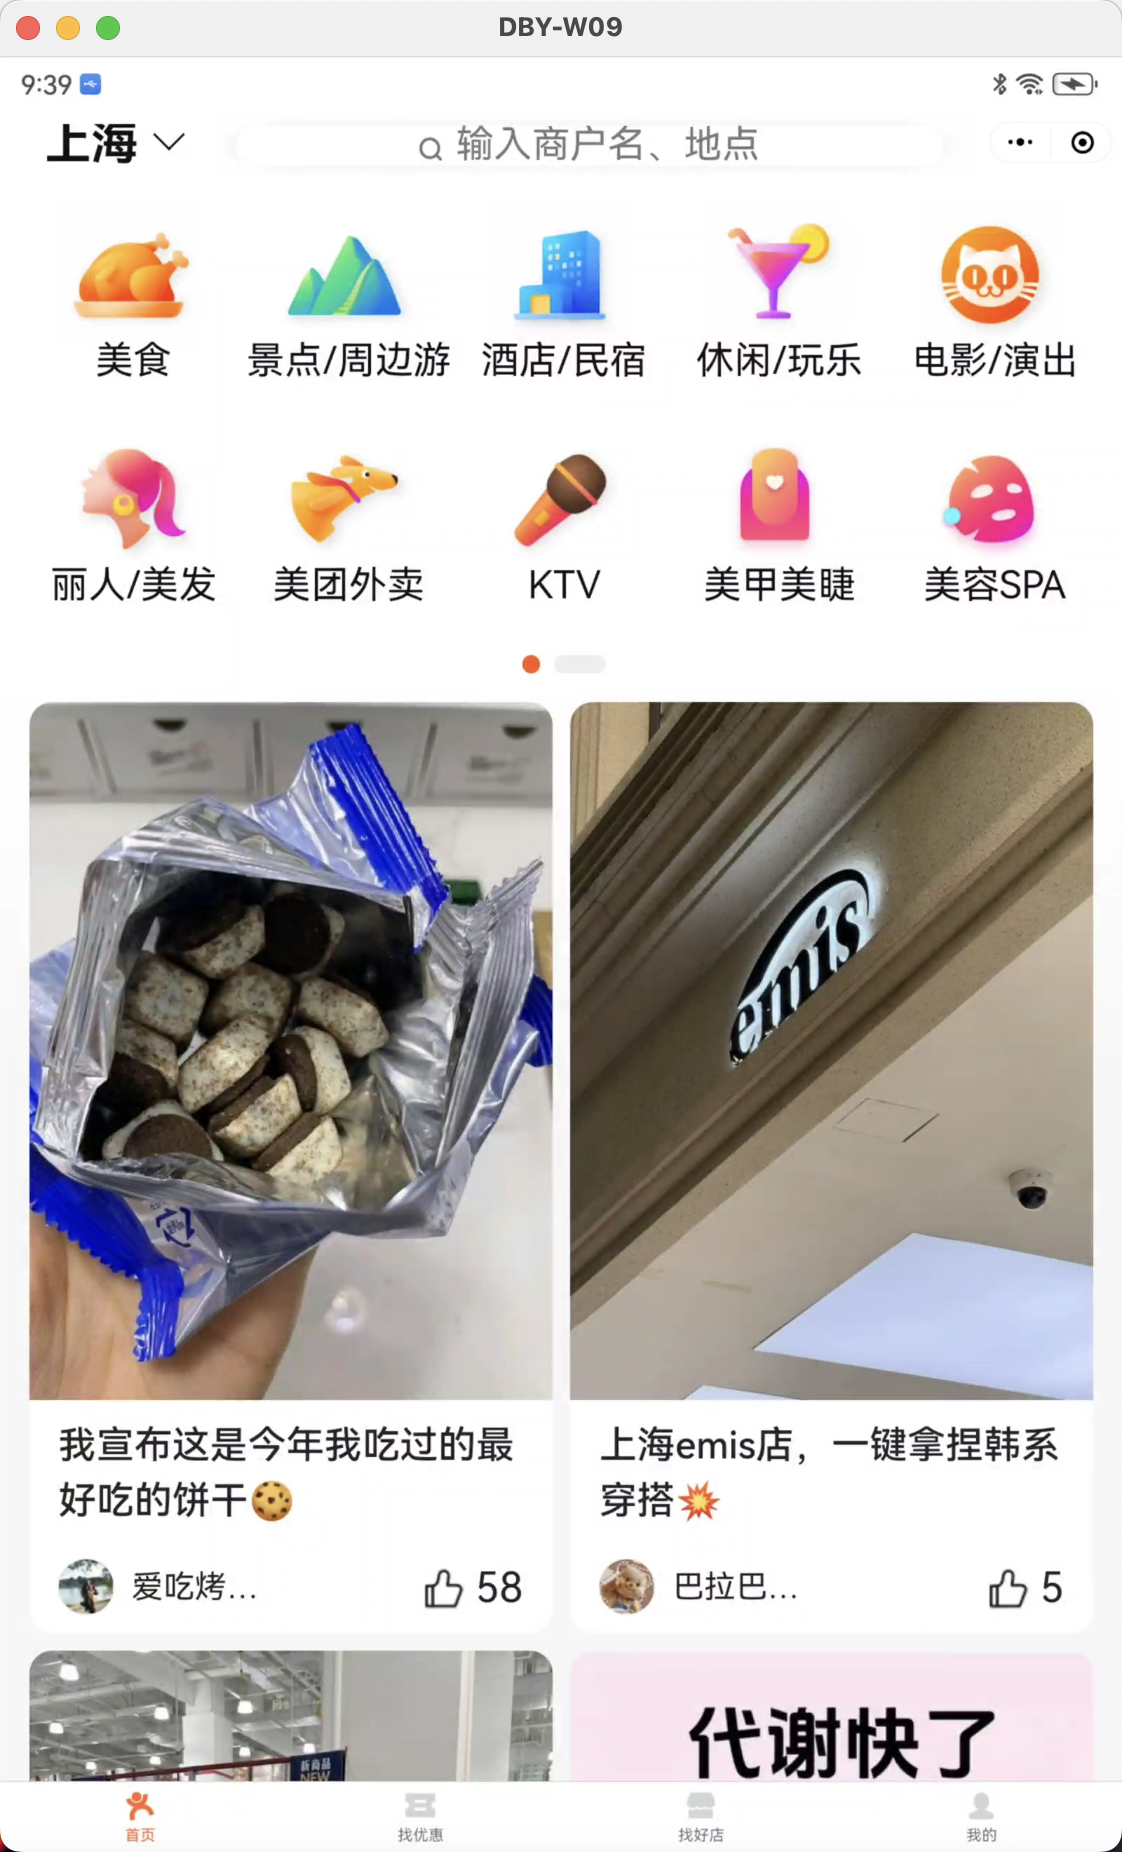 DBY-W09
9:39
上海
输入商户名、地点
美食
景点/周边游
酒店/民宿
休闲/玩乐
电影/演出
丽人/美发
美团外卖
KTV
美甲美睫
美容SPA
emis
我宣布这是今年我吃过的最
好吃的饼干🍪
爱吃烤...
58
上海emis店，一键拿捏韩系
穿搭💥
巴拉巴...
5
新商品
NEW
代谢快了
首页
找优惠
找好店
我的